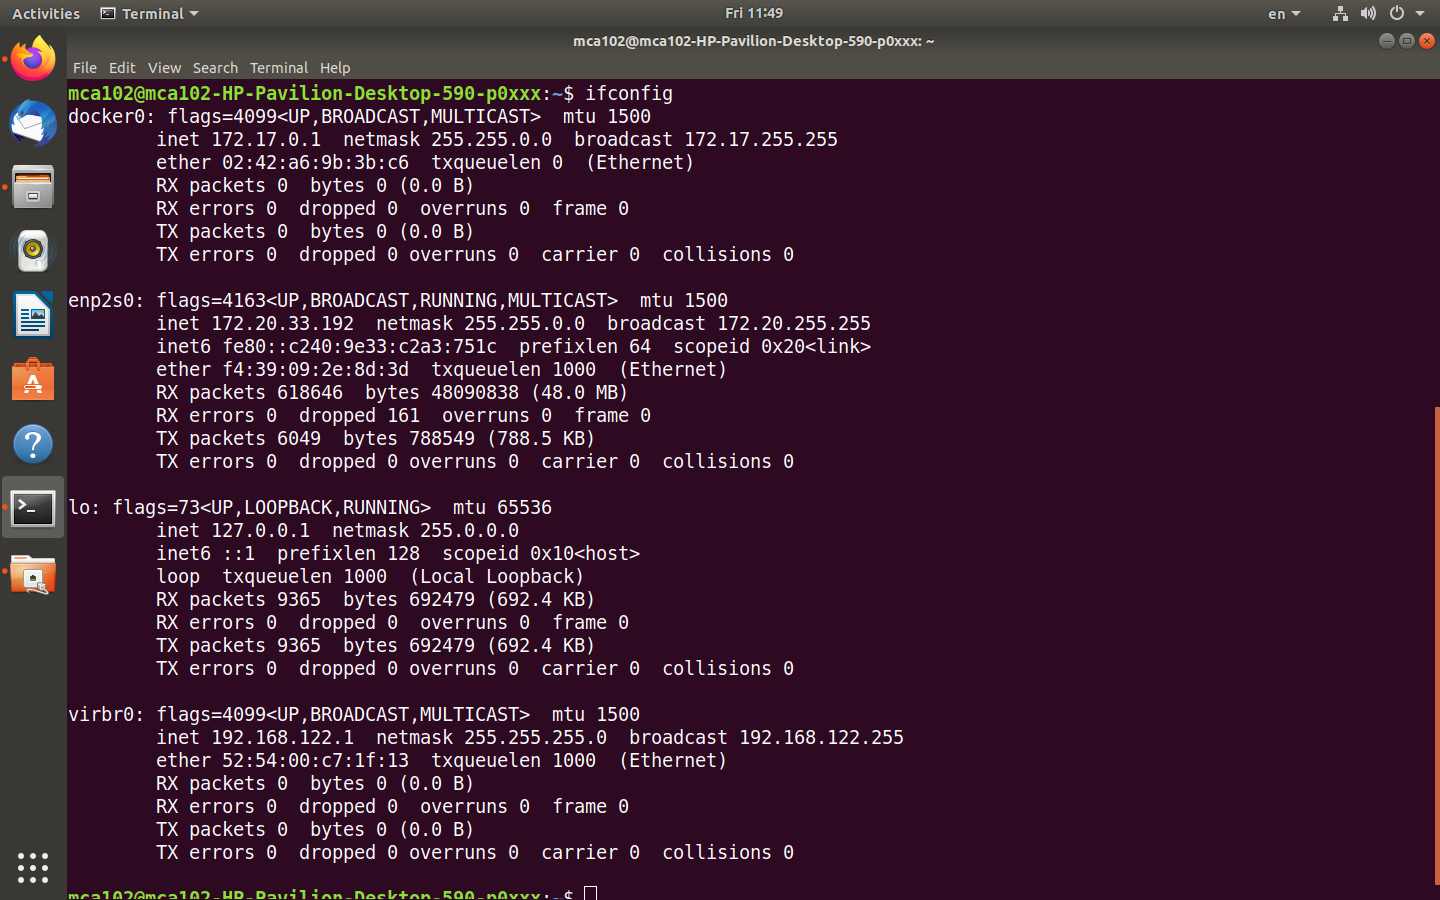 Activities  Terminal  Fri 11:49  en
mca102@mca102-HP-Pavilion-Desktop-590-p0xxx: ~
File  Edit  View  Search  Terminal  Help
mca102@mca102-HP-Pavilion-Desktop-590-p0xxx:~$ ifconfig
docker0: flags=4099<UP,BROADCAST,MULTICAST>  mtu 1500
        inet 172.17.0.1  netmask 255.255.0.0  broadcast 172.17.255.255
        ether 02:42:a6:9b:3b:c6  txqueuelen 0  (Ethernet)
        RX packets 0  bytes 0 (0.0 B)
        RX errors 0  dropped 0  overruns 0  frame 0
        TX packets 0  bytes 0 (0.0 B)
        TX errors 0  dropped 0 overruns 0  carrier 0  collisions 0

enp2s0: flags=4163<UP,BROADCAST,RUNNING,MULTICAST>  mtu 1500
        inet 172.20.33.192  netmask 255.255.0.0  broadcast 172.20.255.255
        inet6 fe80::c240:9e33:c2a3:751c  prefixlen 64  scopeid 0x20<link>
        ether f4:39:09:2e:8d:3d  txqueuelen 1000  (Ethernet)
        RX packets 618646  bytes 48090838 (48.0 MB)
        RX errors 0  dropped 161  overruns 0  frame 0
        TX packets 6049  bytes 788549 (788.5 KB)
        TX errors 0  dropped 0 overruns 0  carrier 0  collisions 0

lo: flags=73<UP,LOOPBACK,RUNNING>  mtu 65536
        inet 127.0.0.1  netmask 255.0.0.0
        inet6 ::1  prefixlen 128  scopeid 0x10<host>
        loop  txqueuelen 1000  (Local Loopback)
        RX packets 9365  bytes 692479 (692.4 KB)
        RX errors 0  dropped 0  overruns 0  frame 0
        TX packets 9365  bytes 692479 (692.4 KB)
        TX errors 0  dropped 0 overruns 0  carrier 0  collisions 0

virbr0: flags=4099<UP,BROADCAST,MULTICAST>  mtu 1500
        inet 192.168.122.1  netmask 255.255.255.0  broadcast 192.168.122.255
        ether 52:54:00:c7:1f:13  txqueuelen 1000  (Ethernet)
        RX packets 0  bytes 0 (0.0 B)
        RX errors 0  dropped 0  overruns 0  frame 0
        TX packets 0  bytes 0 (0.0 B)
        TX errors 0  dropped 0 overruns 0  carrier 0  collisions 0

mca102@mca102-HP-Pavilion-Desktop-590-p0xxx:~$